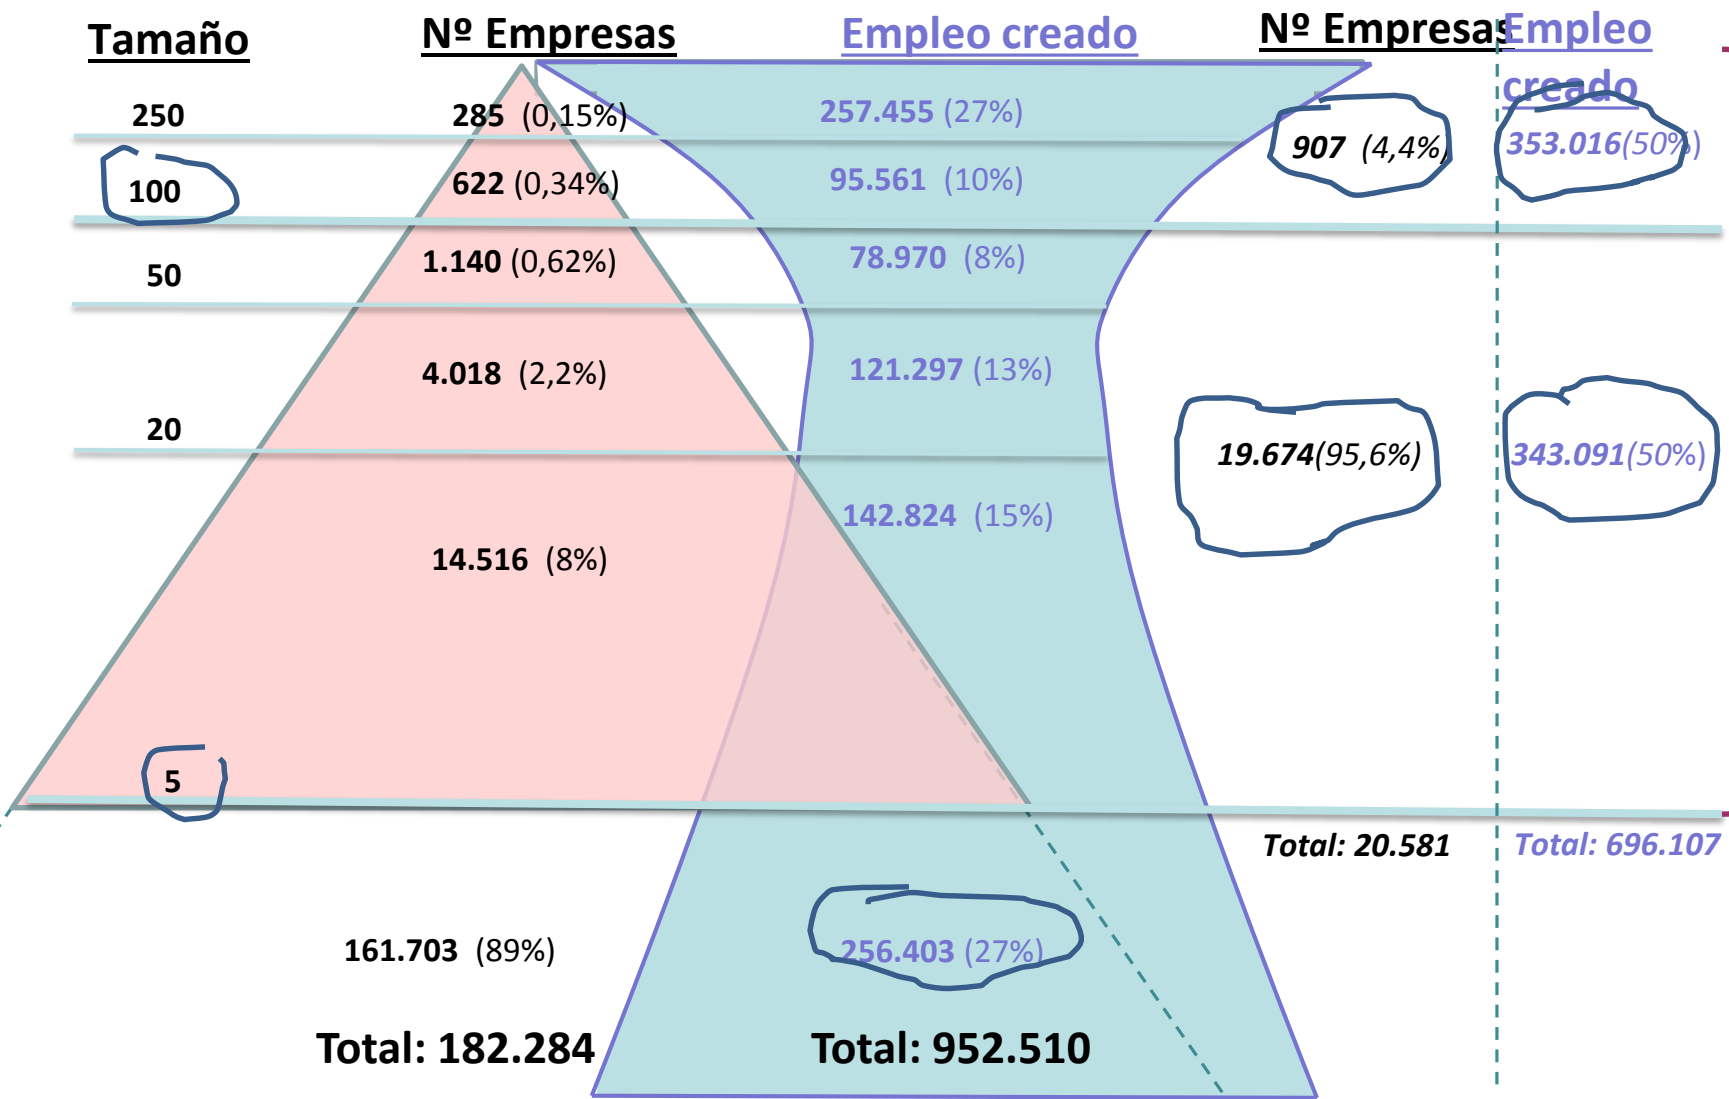 Tamaño Nº Empresas Empleo creado Nº Empresas Empleo creado
250 285 (0,15%) 257.455 (27%) 907 (4,4%) 353.016(50%)
100 622 (0,34%) 95.561 (10%)
50 1.140 (0,62%) 78.970 (8%)
4.018 (2,2%) 121.297 (13%)
20 19.674(95,6%) 343.091(50%)
142.824 (15%)
14.516 (8%)
5
Total: 20.581 Total: 696.107
161.703 (89%) 256.403 (27%)
Total: 182.284 Total: 952.510